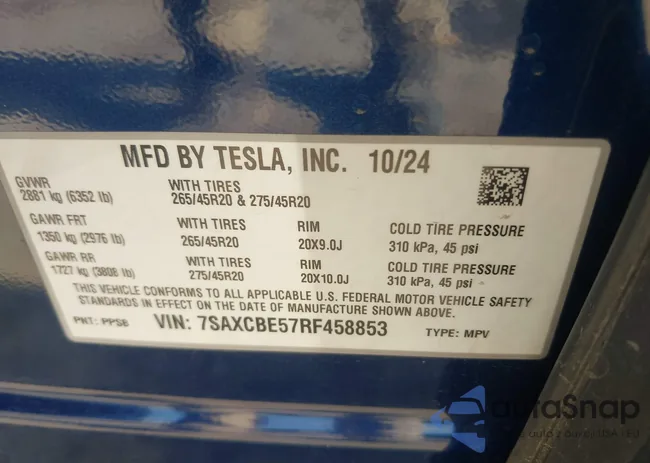 MFD BY TESLA, INC. 10/24
GVWR
2881 kg (6352 lb)
WITH TIRES
265/45R20 & 275/45R20
GAWR FRT
1350 kg (2976 lb)
WITH TIRES
265/45R20
RIM
20X9.0J
COLD TIRE PRESSURE
310 kPa, 45 psi
GAWR RR
1727 kg (3808 lb)
WITH TIRES
275/45R20
RIM
20X10.0J
COLD TIRE PRESSURE
310 kPa, 45 psi
THIS VEHICLE CONFORMS TO ALL APPLICABLE U.S. FEDERAL MOTOR VEHICLE SAFETY
STANDARDS IN EFFECT ON THE DATE OF MANUFACTURE SHOWN ABOVE.
PNT: PPSB VIN: 7SAXCBE57RF458853 TYPE: MPV
autoSnap